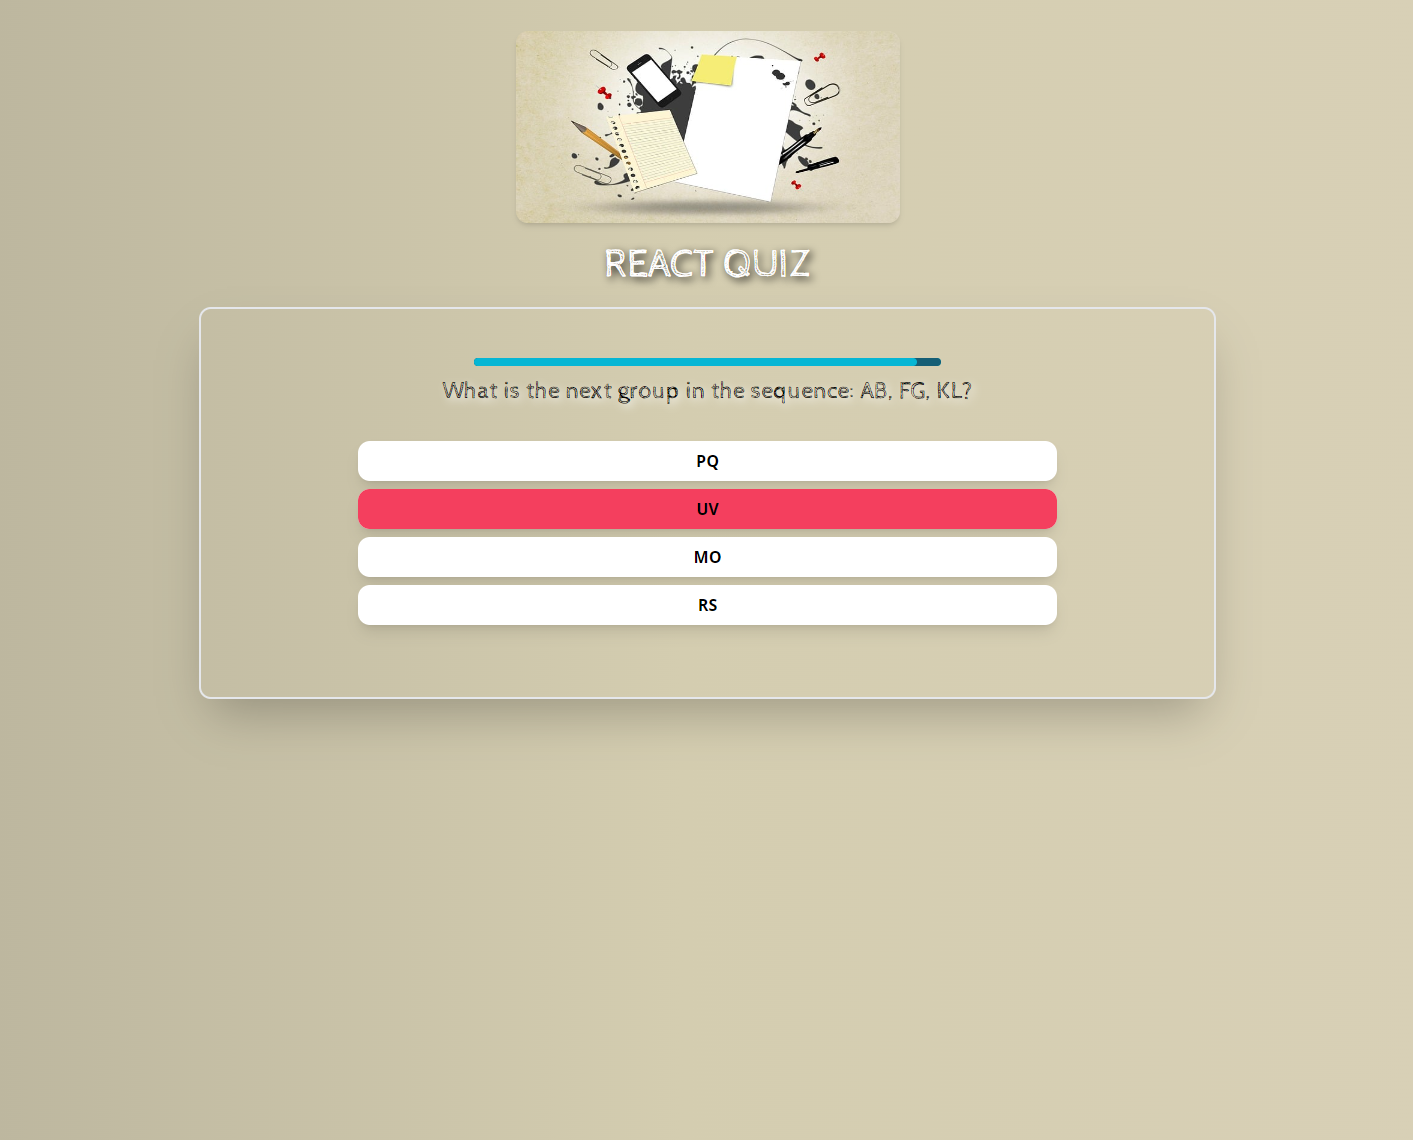 REACT QUIZ
What is the next group in the sequence: AB, FG, KL?
PQ
UV
MO
RS